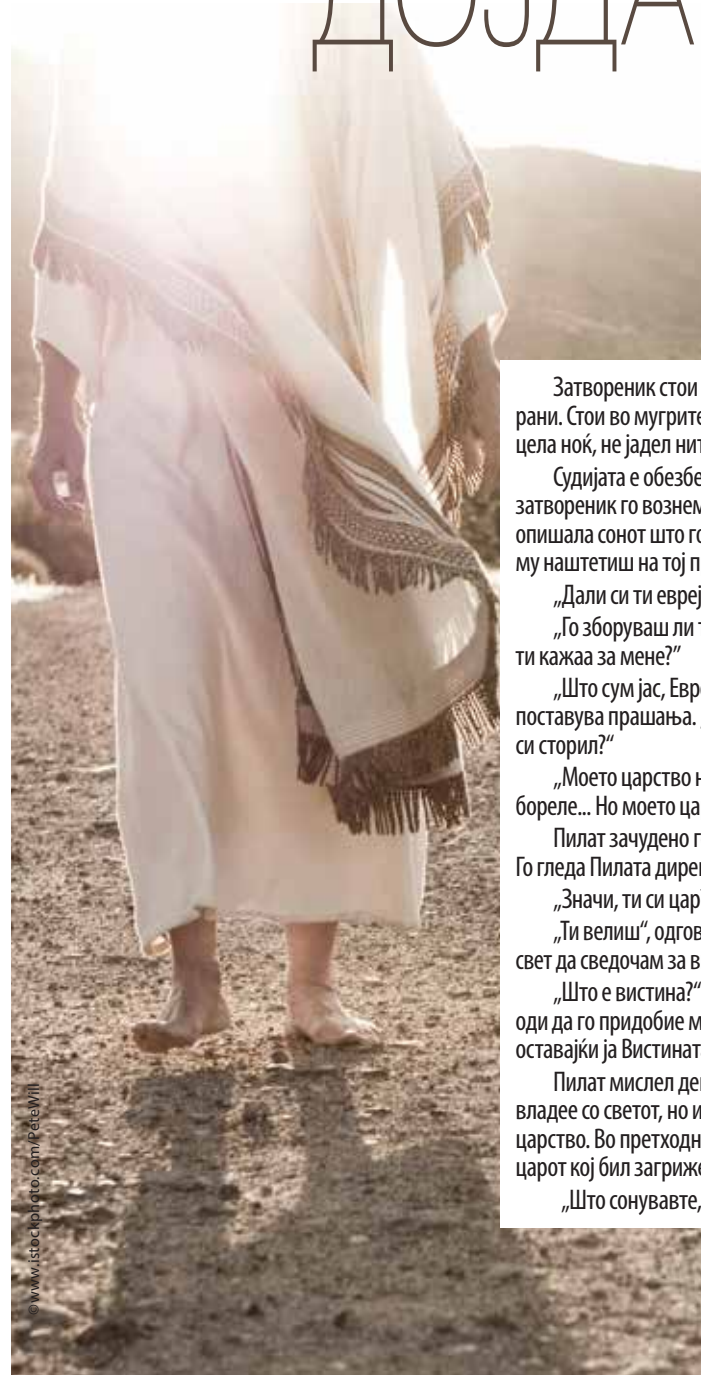 ДОЈДА
Затвореник стои
рани. Стои во мугрите
цела ноќ, не јадел нит
Судијата е обезбе
затвореник го вознем
опишала сонот што го
му наштетиш на тој п
„Дали си ти евреј
„Го зборуваш ли т
ти кажаа за мене?”
„Што сум јас, Евре
поставува прашања. „
си сторил?“
„Моето царство н
бореле... Но моето ца
Пилат зачудено г
Го гледа Пилата дирек
„Значи, ти си цар
„Ти велиш“, одгов
свет да сведочам за в
„Што е вистина?“
оди да го придобие м
оставајќи ја Вистинат
Пилат мислел дек
владее со светот, но и
царство. Во претходн
царот кој бил загриже
„Што сонувавте,
©www.istockphoto.com/PeteWill